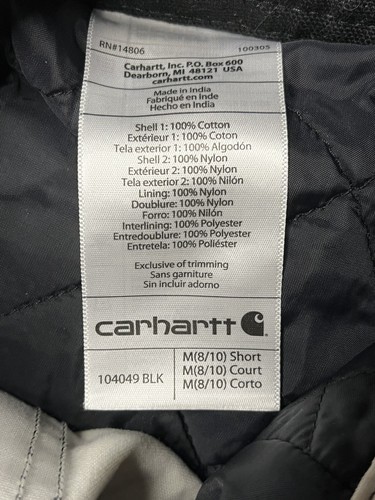 RN#14806 100305
Carhartt, Inc. P.O. Box 600
Dearborn, MI 48121 USA
carhartt.com
Made in India
Fabriqué en Inde
Hecho en India
Shell 1: 100% Cotton
Extérieur 1: 100% Coton
Tela exterior 1: 100% Algodón
Shell 2: 100% Nylon
Extérieur 2: 100% Nylon
Tela exterior 2: 100% Nilón
Lining: 100% Nylon
Doublure: 100% Nylon
Forro: 100% Nilón
Interlining: 100% Polyester
Entredoublure: 100% Polyester
Entretela: 100% Poliéster
Exclusive of trimming
Sans garniture
Sin incluir adorno
carhartt
104049 BLK
M(8/10) Short
M(8/10) Court
M(8/10) Corto